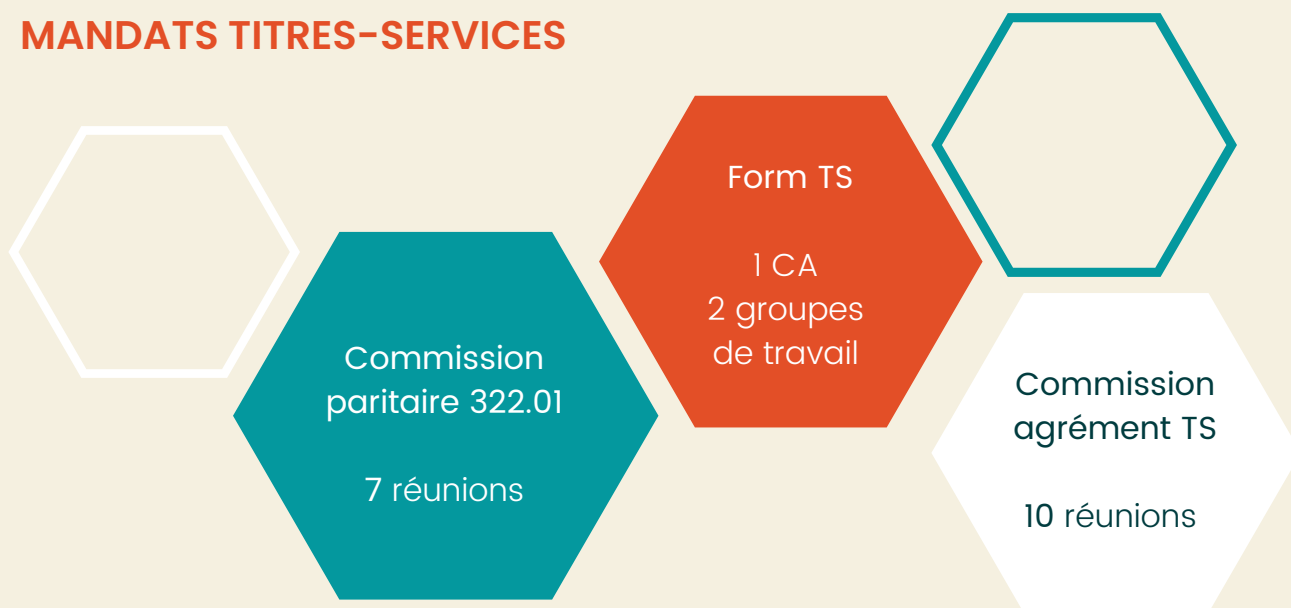 MANDATS TITRES-SERVICES
Commission
paritaire 322.01
7 réunions
Form TS
1 CA
2 groupes
de travail
Commission
agrément TS
10 réunions